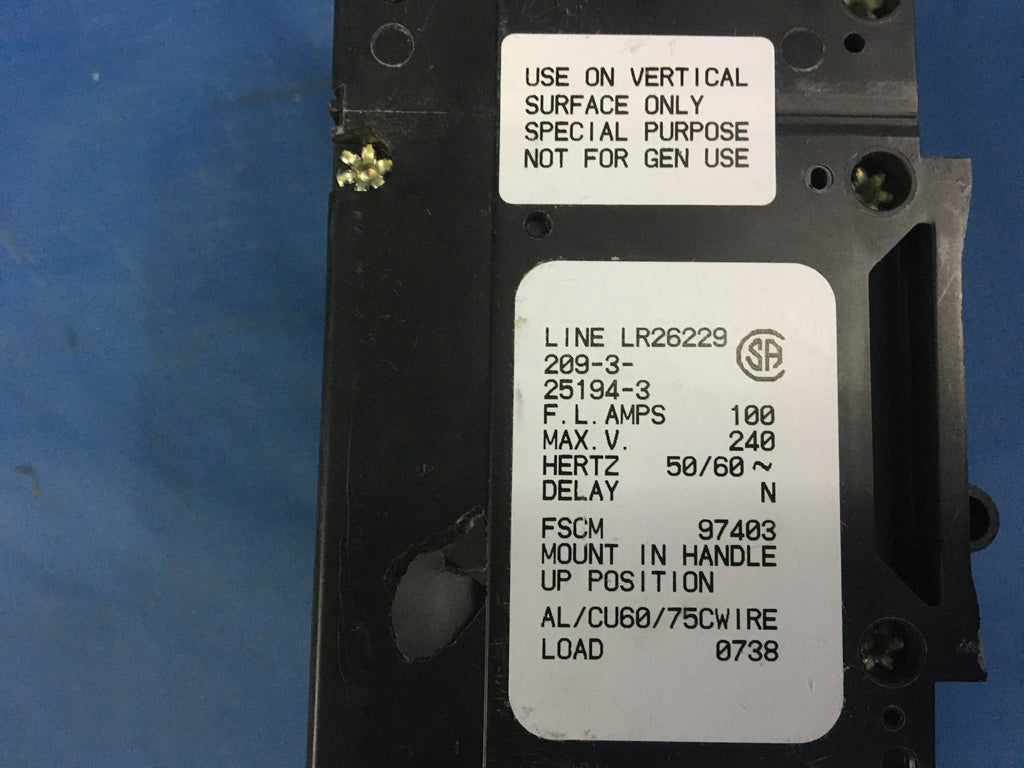 USE ON VERTICAL
SURFACE ONLY
SPECIAL PURPOSE
NOT FOR GEN USE
LINE LR26229
SA
209-3-
25194-3
F.L.AMPS 100
MAX.V. 240
HERTZ 50/60~
DELAY N
FSCM 97403
MOUNT IN HANDLE
UP POSITION
AL/CU60/75CWIRE
LOAD 0738